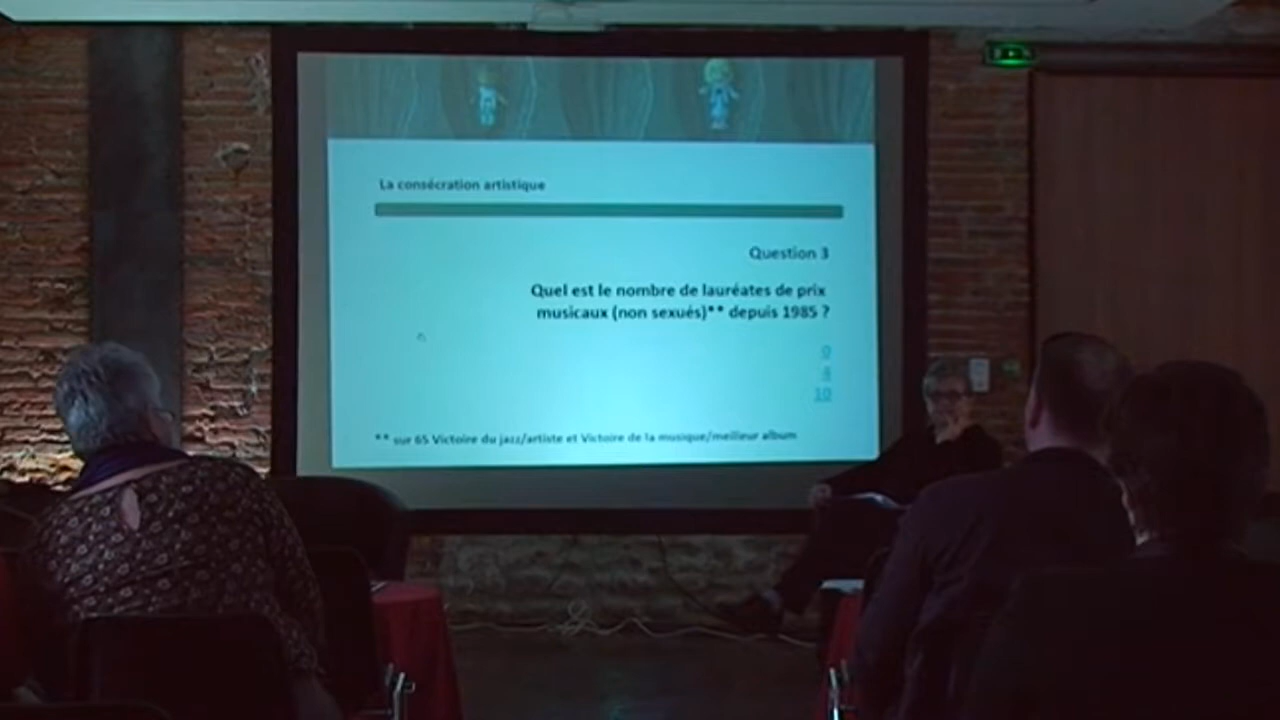 La consécration artistique
Question 3
Quel est le nombre de lauréates de prix
musicaux (non sexués)** depuis 1985 ?
0
4
10
** sur 65 Victoire du jazz/artiste et Victoire de la musique/meilleur album